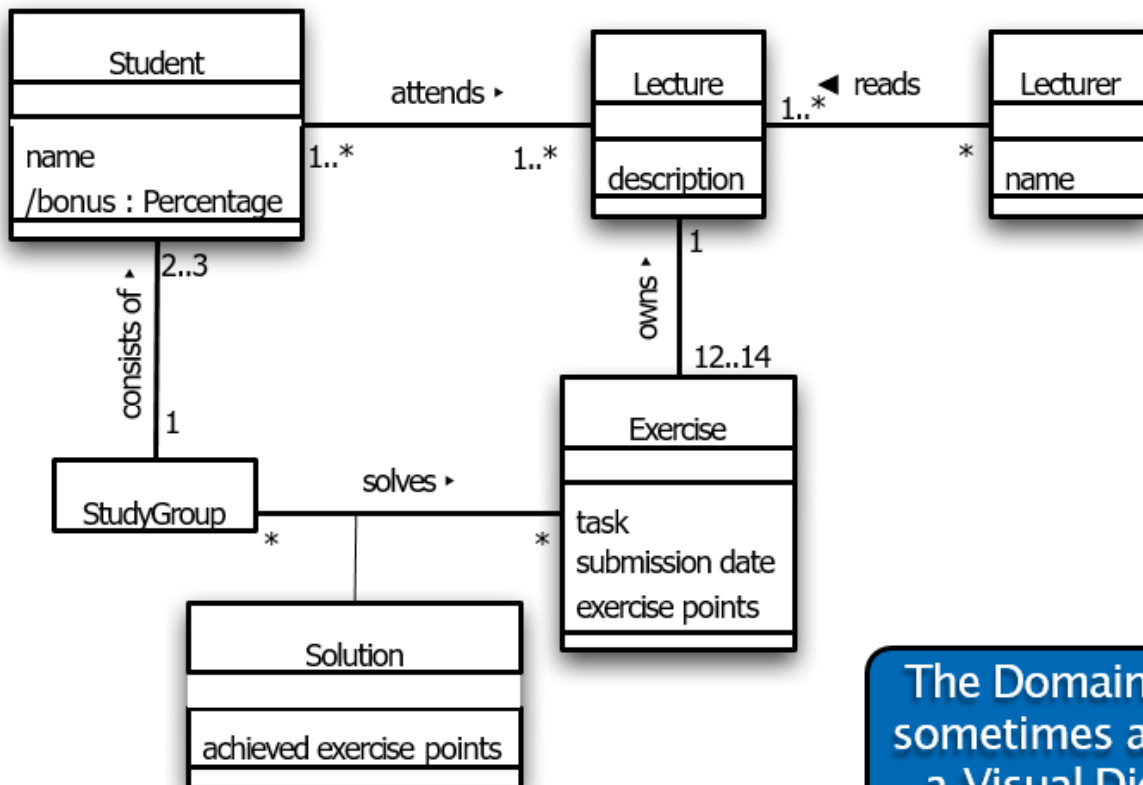 Student
name
/bonus : Percentage
attends ▸
1..*
1..*
Lecture
description
◀ reads
1..*
*
Lecturer
name
consists of ▸
2..3
1
owns ▸
1
12..14
StudyGroup
solves ▸
*
*
Exercise
task
submission date
exercise points
Solution
achieved exercise points
The Domain
sometimes a
a Visual